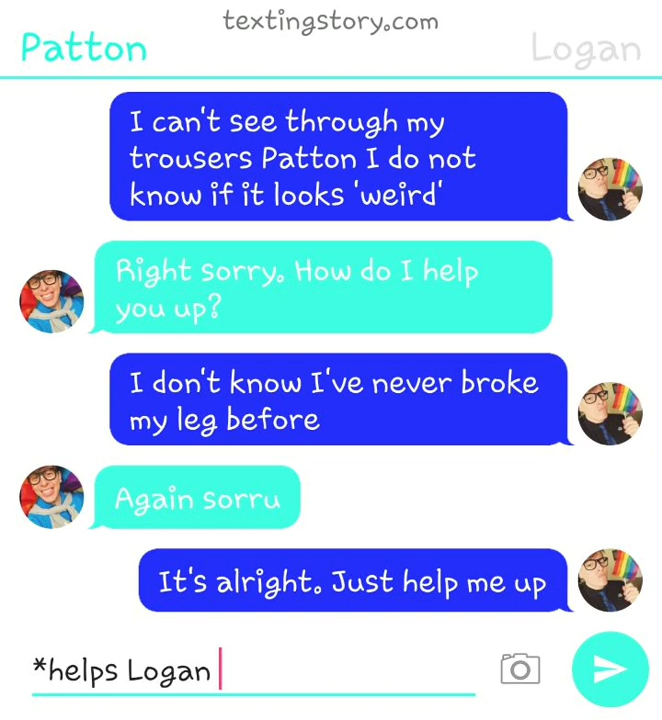 textingstory.com
Patton
Logan
I can't see through my
trousers Patton I do not
know if it looks 'weird'
Right sorry. How do I help
you up?
I don't know I've never broke
my leg before
Again sorru
It's alright. Just help me up
*helps Logan